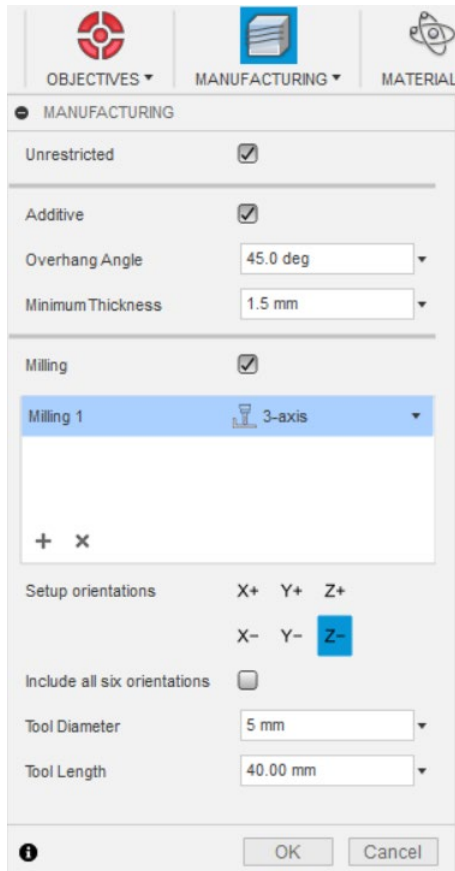 OBJECTIVES MANUFACTURING MATERIAL
MANUFACTURING
Unrestricted
Additive
Overhang Angle 45.0 deg
Minimum Thickness 1.5 mm
Milling
Milling 1 3-axis
Setup orientations X+ Y+ Z+
X− Y− Z−
Include all six orientations
Tool Diameter 5 mm
Tool Length 40.00 mm
OK Cancel